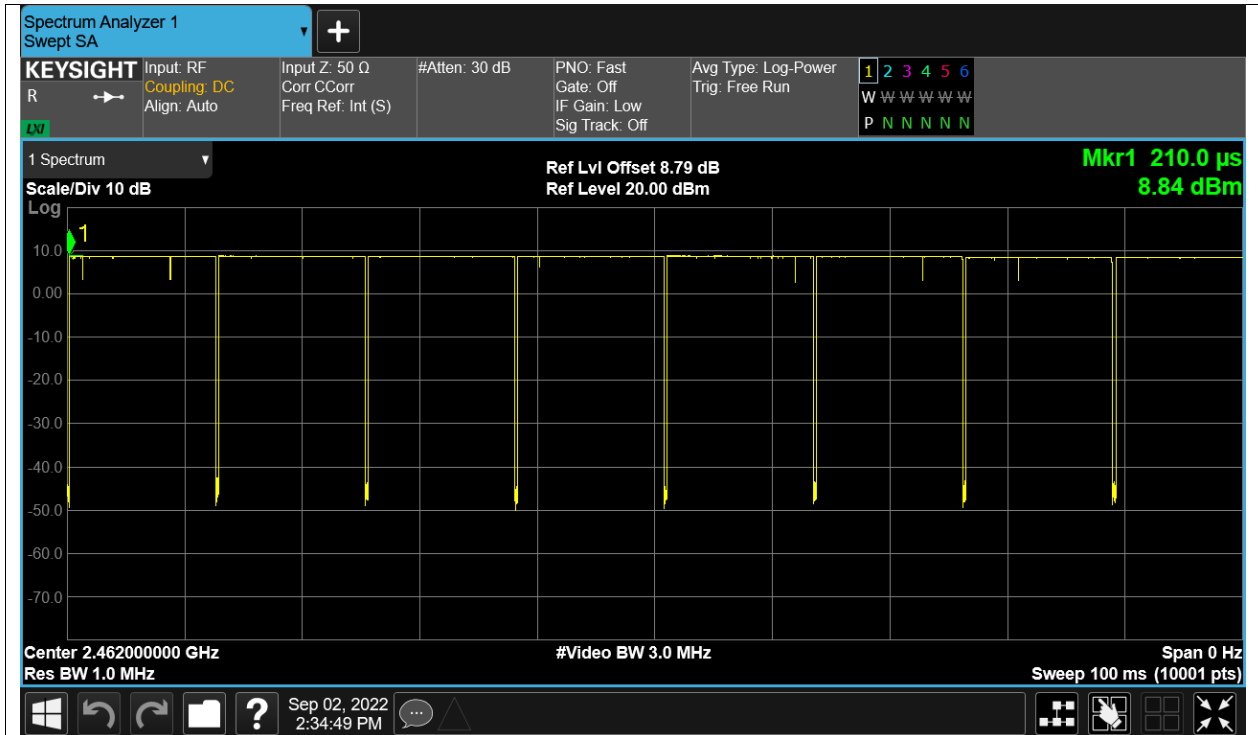 Spectrum Analyzer 1
Swept SA
▼
+
KEYSIGHT
R
LXI
Input: RF
Coupling: DC
Align: Auto
Input Z: 50 Ω
Corr CCorr
Freq Ref: Int (S)
#Atten: 30 dB
PNO: Fast
Gate: Off
IF Gain: Low
Sig Track: Off
Avg Type: Log-Power
Trig: Free Run
1 2 3 4 5 6
W W W W W W
P N N N N N
1 Spectrum ▼
Scale/Div 10 dB
Log
Ref Lvl Offset 8.79 dB
Ref Level 20.00 dBm
Mkr1 210.0 µs
8.84 dBm
1
10.0
0.00
-10.0
-20.0
-30.0
-40.0
-50.0
-60.0
-70.0
Center 2.462000000 GHz
Res BW 1.0 MHz
#Video BW 3.0 MHz
Span 0 Hz
Sweep 100 ms (10001 pts)
?
Sep 02, 2022
2:34:49 PM